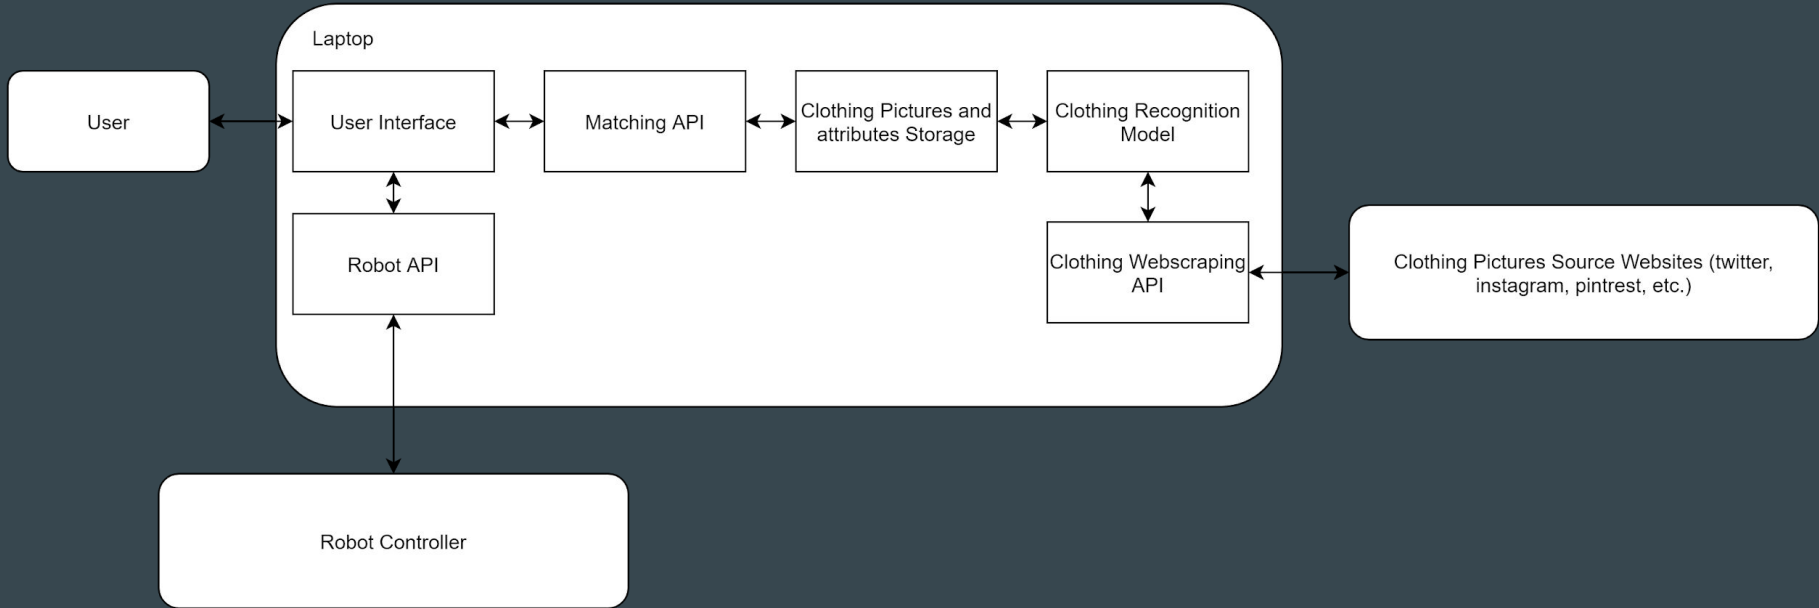 Laptop
User
User Interface
Matching API
Clothing Pictures and
attributes Storage
Clothing Recognition
Model
Robot API
Clothing Webscraping
API
Clothing Pictures Source Websites (twitter,
instagram, pintrest, etc.)
Robot Controller